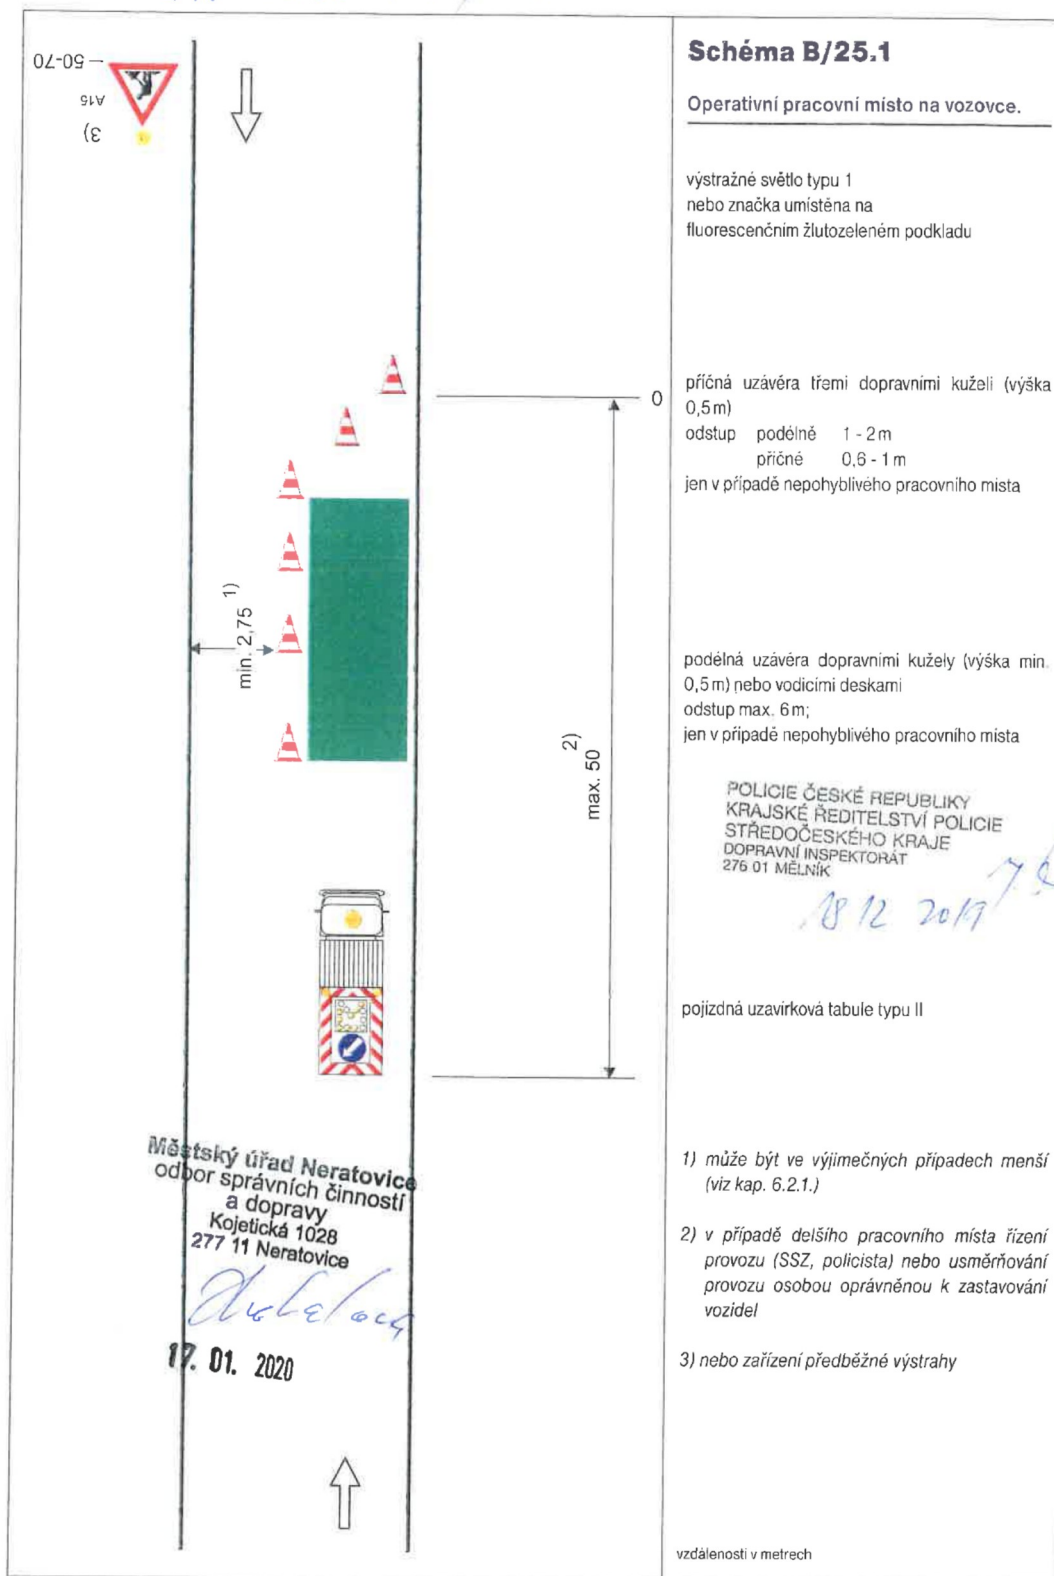 Schéma B/25.1
Operativní pracovní místo na vozovce.
50-70
A15
3)
výstražné světlo typu 1
nebo značka umístěna na
fluorescenčním žlutozeleném podkladu
0
příčná uzávěra třemi dopravními kuželi (výška
0,5m)
odstup podélně 1 - 2m
příčně 0,6 - 1m
jen v případě nepohyblivého pracovního místa
min. 2,75 1)
max. 50 2)
podélná uzávěra dopravními kužely (výška min.
0,5m) nebo vodicími deskami
odstup max. 6m;
jen v případě nepohyblivého pracovního místa
POLICIE ČESKÉ REPUBLIKY
KRAJSKÉ ŘEDITELSTVÍ POLICIE
STŘEDOČESKÉHO KRAJE
DOPRAVNÍ INSPEKTORÁT
276 01 MĚLNÍK
18 12 2019
pojízdná uzavírková tabule typu II
Městský úřad Neratovice
odbor správních činností
a dopravy
Kojetická 1028
277 11 Neratovice
17. 01. 2020
1) může být ve výjimečných případech menší
(viz kap. 6.2.1.)
2) v případě delšího pracovního místa řízení
provozu (SSZ, policista) nebo usměrňování
provozu osobou oprávněnou k zastavování
vozidel
3) nebo zařízení předběžné výstrahy
vzdálenosti v metrech